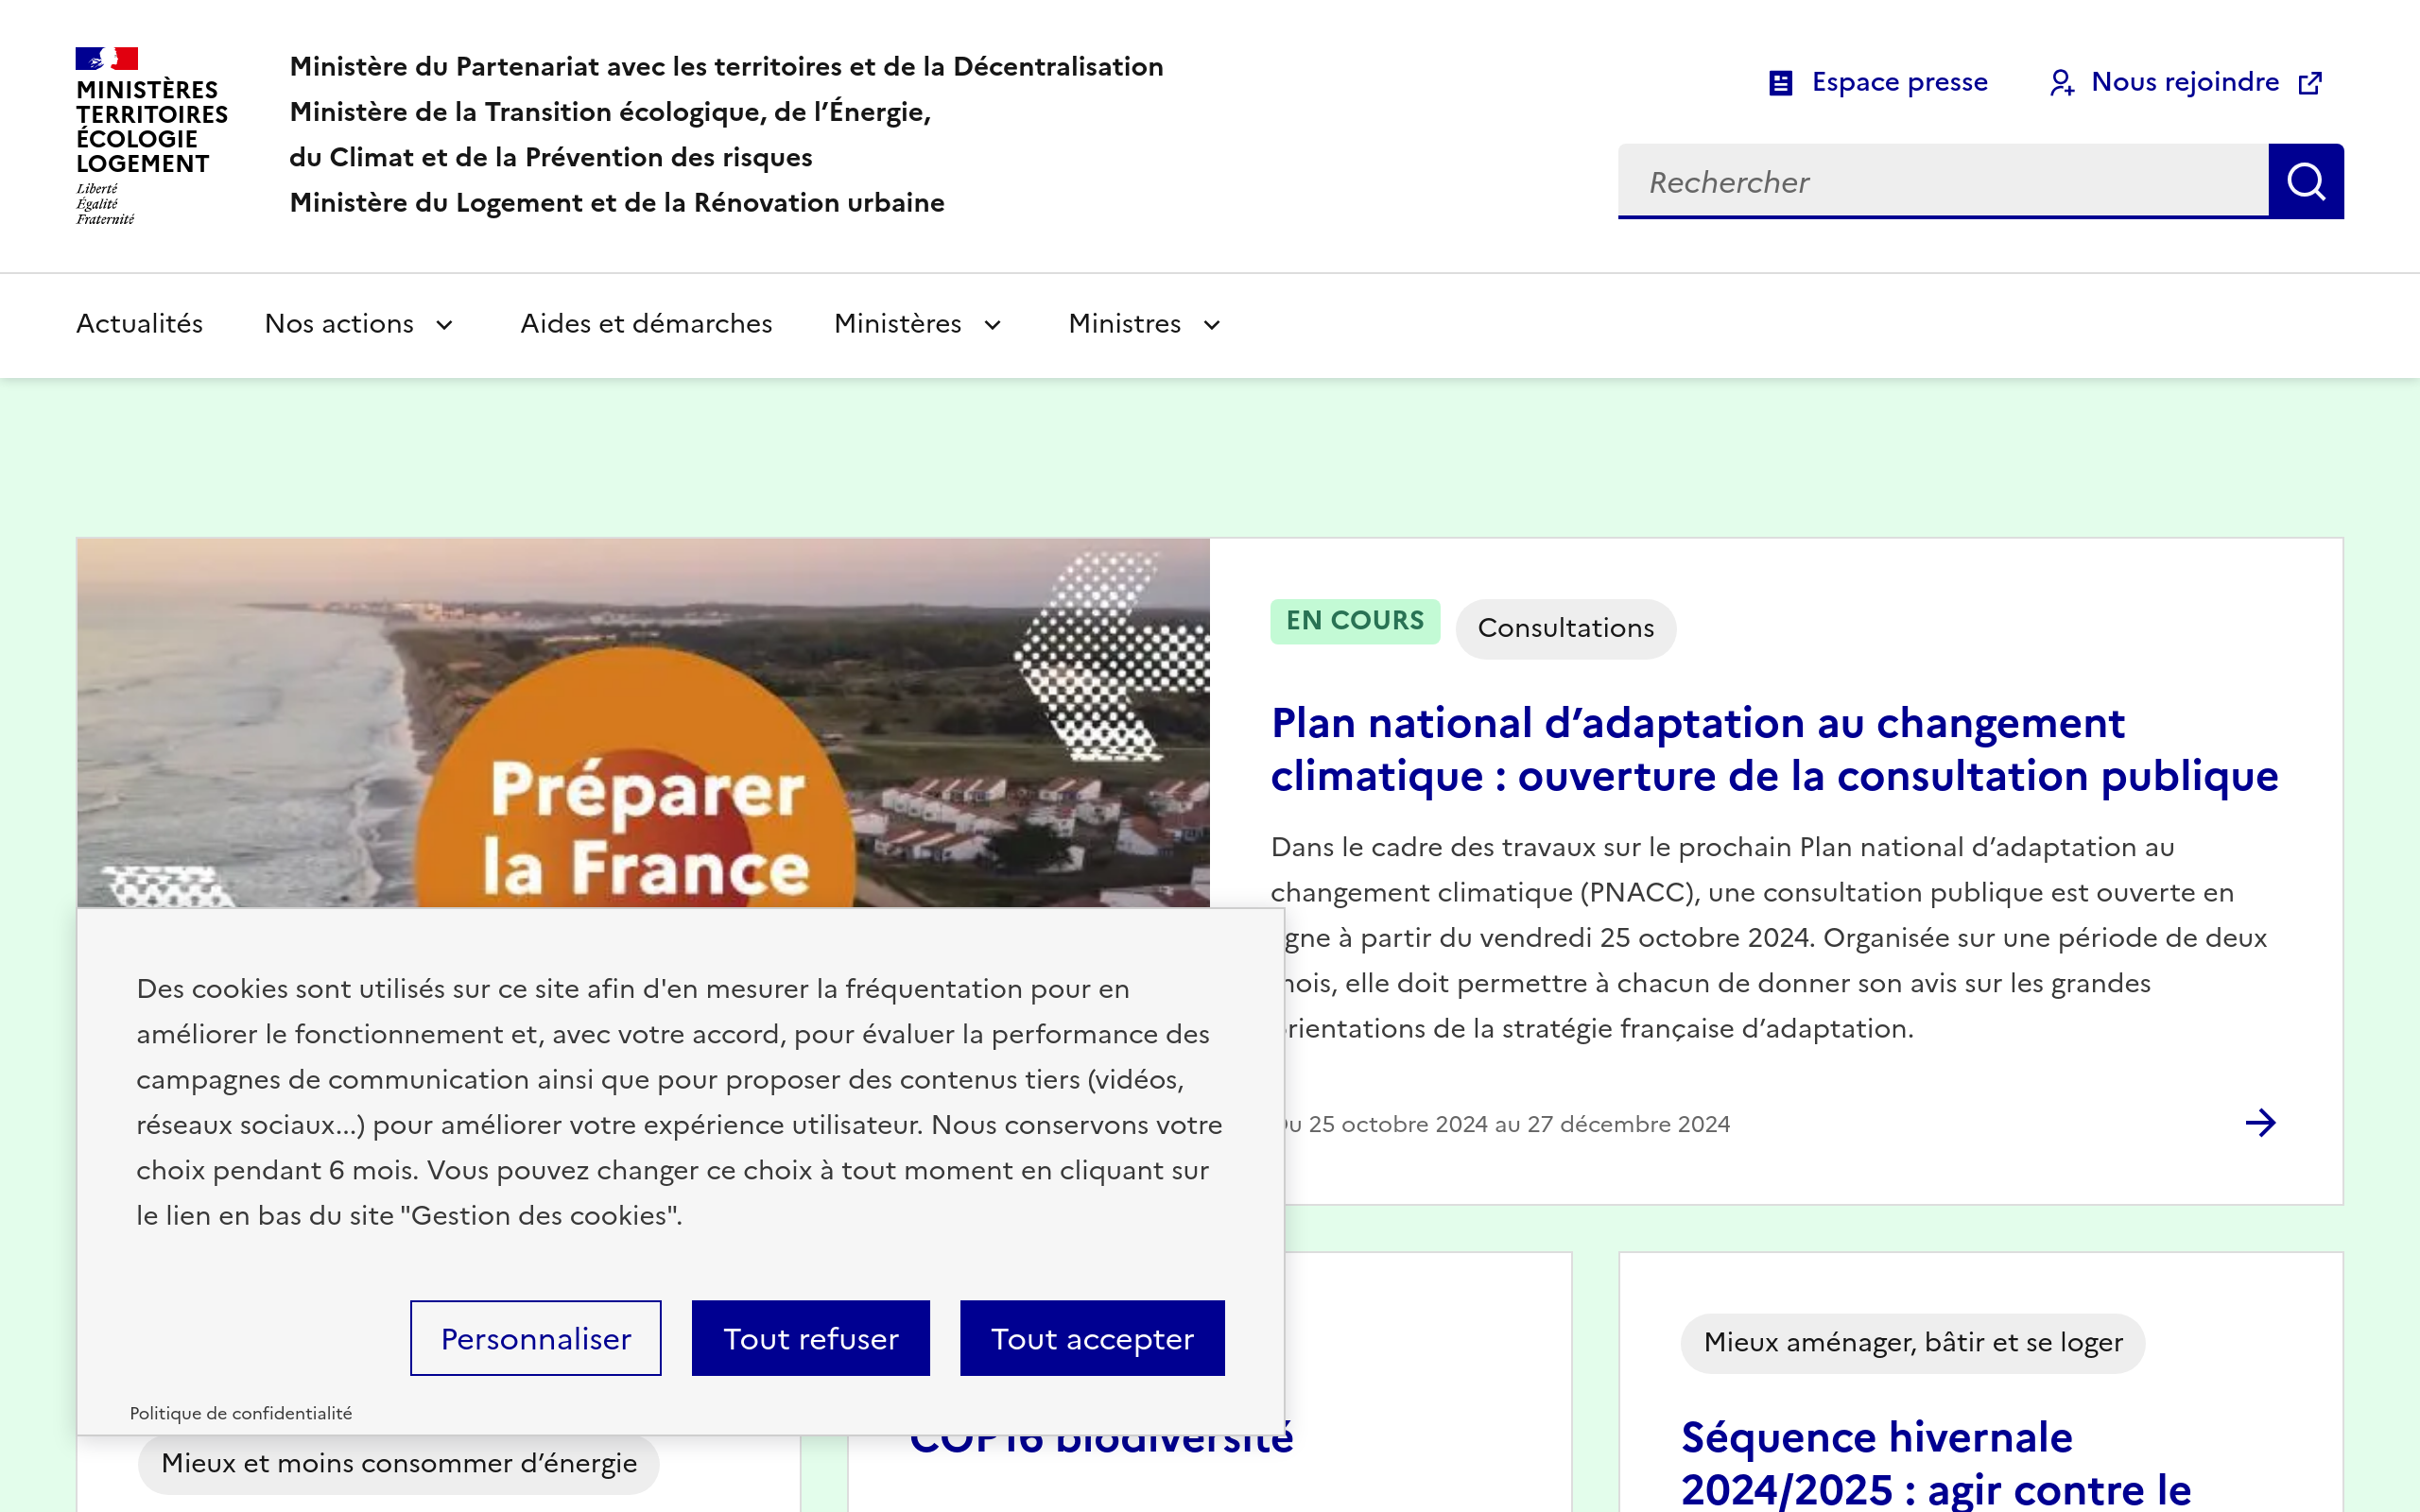 MINISTÈRES
TERRITOIRES
ÉCOLOGIE
LOGEMENT
Liberté
Égalité
Fraternité
Ministère du Partenariat avec les territoires et de la Décentralisation
Ministère de la Transition écologique, de l’Énergie,
du Climat et de la Prévention des risques
Ministère du Logement et de la Rénovation urbaine
Espace presse
Nous rejoindre
Rechercher
Actualités
Nos actions
Aides et démarches
Ministères
Ministres
Préparer
la France
EN COURS
Consultations
Plan national d’adaptation au changement
climatique : ouverture de la consultation publique
Dans le cadre des travaux sur le prochain Plan national d’adaptation au
changement climatique (PNACC), une consultation publique est ouverte en
à partir du vendredi 25 octobre 2024. Organisée sur une période de deux
elle doit permettre à chacun de donner son avis sur les grandes
orientations de la stratégie française d’adaptation.
25 octobre 2024 au 27 décembre 2024
Des cookies sont utilisés sur ce site afin d'en mesurer la fréquentation pour en
améliorer le fonctionnement et, avec votre accord, pour évaluer la performance des
campagnes de communication ainsi que pour proposer des contenus tiers (vidéos,
réseaux sociaux...) pour améliorer votre expérience utilisateur. Nous conservons votre
choix pendant 6 mois. Vous pouvez changer ce choix à tout moment en cliquant sur
le lien en bas du site "Gestion des cookies".
Personnaliser
Tout refuser
Tout accepter
Politique de confidentialité
Mieux et moins consommer d’énergie
COP16 biodiversité
Mieux aménager, bâtir et se loger
Séquence hivernale
2024/2025 : agir contre le